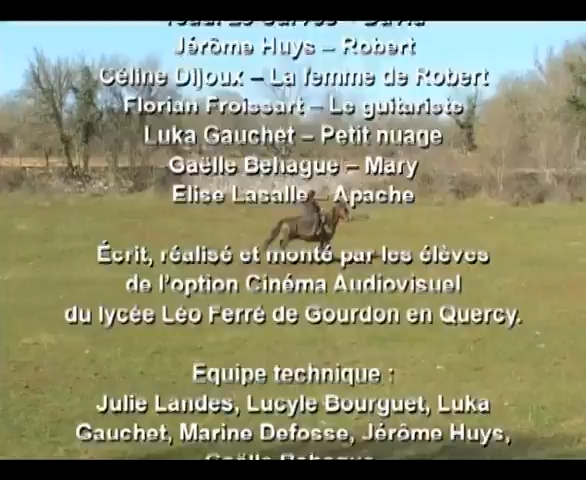 Jérôme Huys – Robert
Céline Dijoux – La femme de Robert
Florian Froissart – Le guitariste
Luka Gauchet – Petit nuage
Gaëlle Behague – Mary
Elise Lasalle – Apache
Écrit, réalisé et monté par les élèves
de l'option Cinéma Audiovisuel
du lycée Léo Ferré de Gourdon en Quercy.
Equipe technique :
Julie Landes, Lucyle Bourguet, Luka
Gauchet, Marine Defosse, Jérôme Huys,